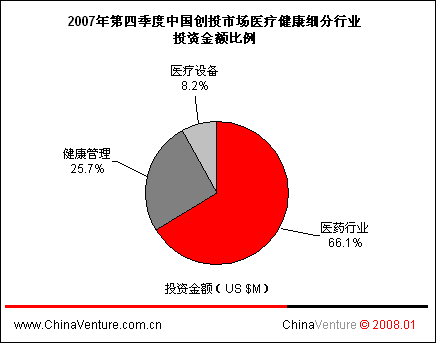 2007年第四季度中国创投市场医疗健康细分行业
投资金额比例
医疗设备
8.2%
健康管理
25.7%
医药行业
66.1%
投资金额（US $M）
www.ChinaVenture.com.cn
ChinaVenture © 2008.01